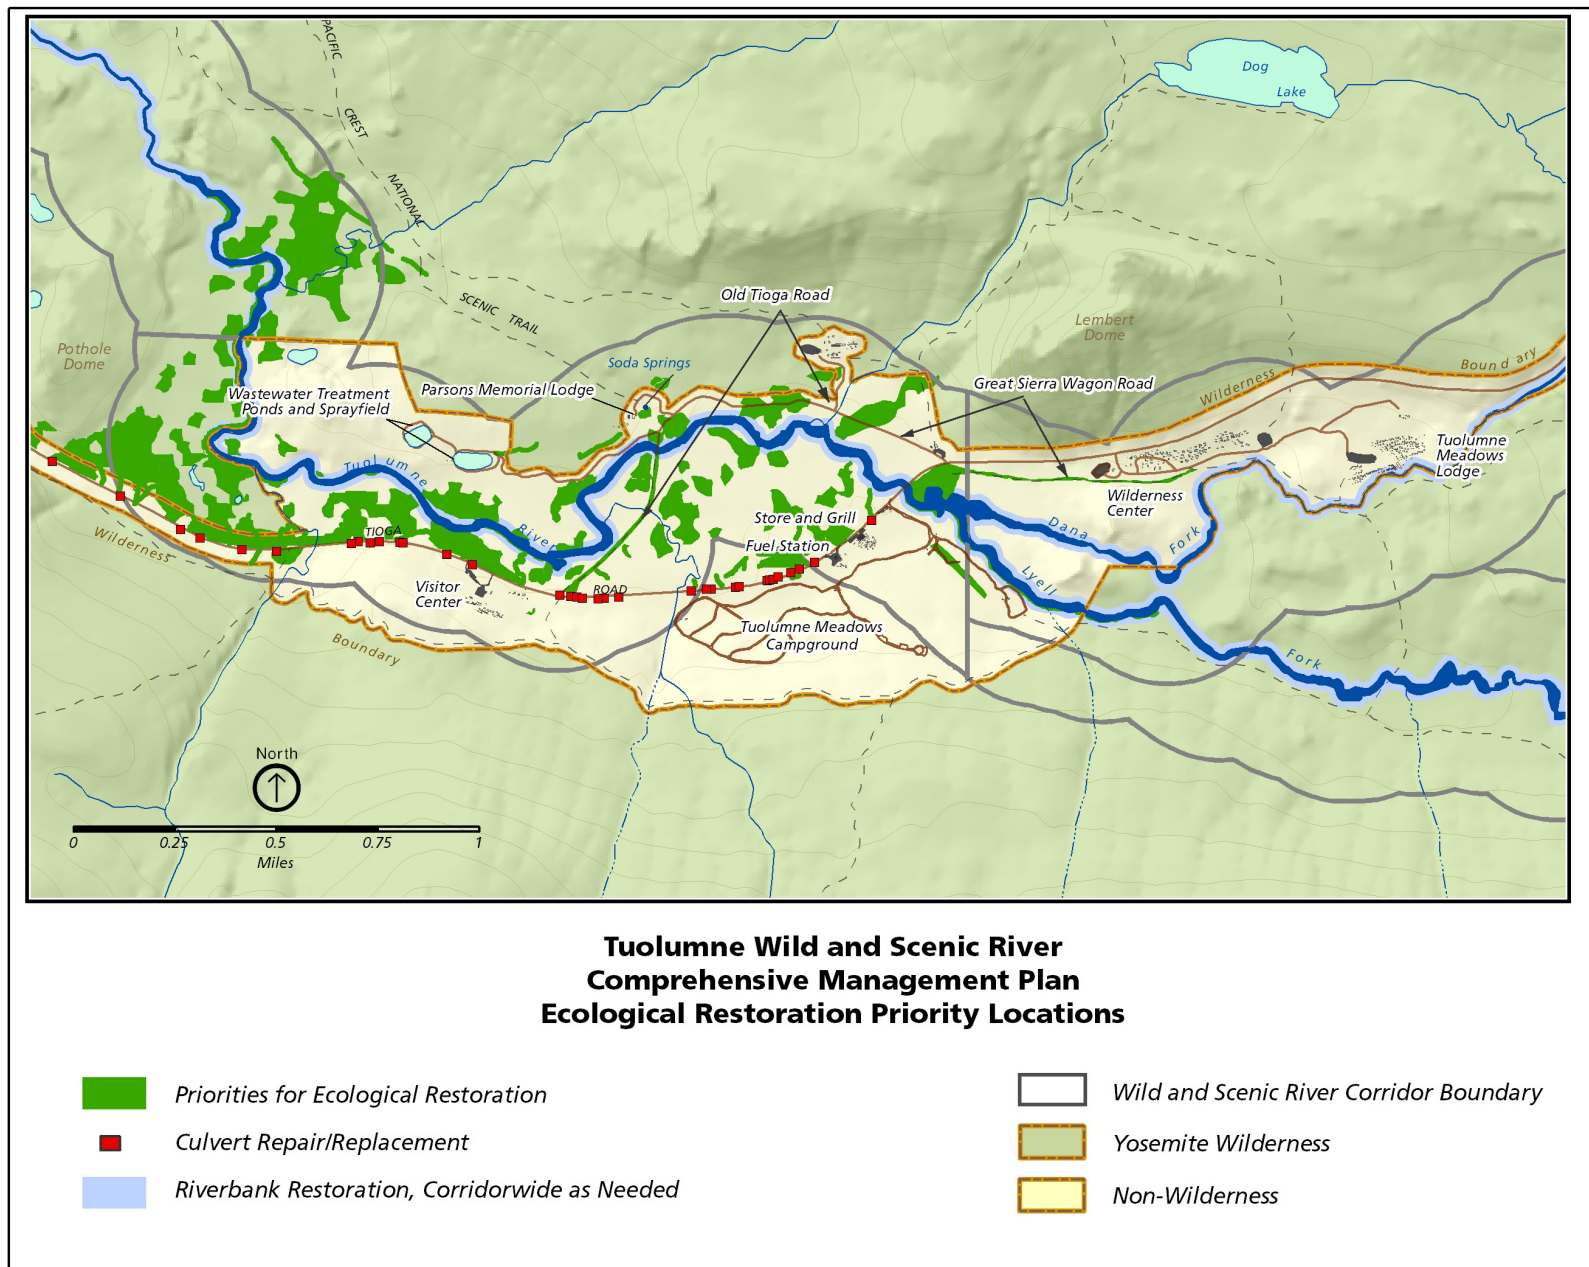 PACIFIC
CREST
NATIONAL
SCENIC TRAIL
Dog
Lake
Old Tioga Road
Lembert
Dome
Pothole
Dome
Soda Springs
Parsons Memorial Lodge
Great Sierra Wagon Road
Wilderness
Boundary
Wastewater Treatment
Ponds and Sprayfield
Tuolumne
River
Tuolumne
Meadows
Lodge
Wilderness
Center
Store and Grill
Fuel Station
Dana
Fork
Lyell
Fork
TIOGA
ROAD
Wilderness
Boundary
Visitor
Center
Tuolumne Meadows
Campground
North
0 0.25 0.5 0.75 1
Miles
Tuolumne Wild and Scenic River
Comprehensive Management Plan
Ecological Restoration Priority Locations
Priorities for Ecological Restoration
Culvert Repair/Replacement
Riverbank Restoration, Corridorwide as Needed
Wild and Scenic River Corridor Boundary
Yosemite Wilderness
Non-Wilderness